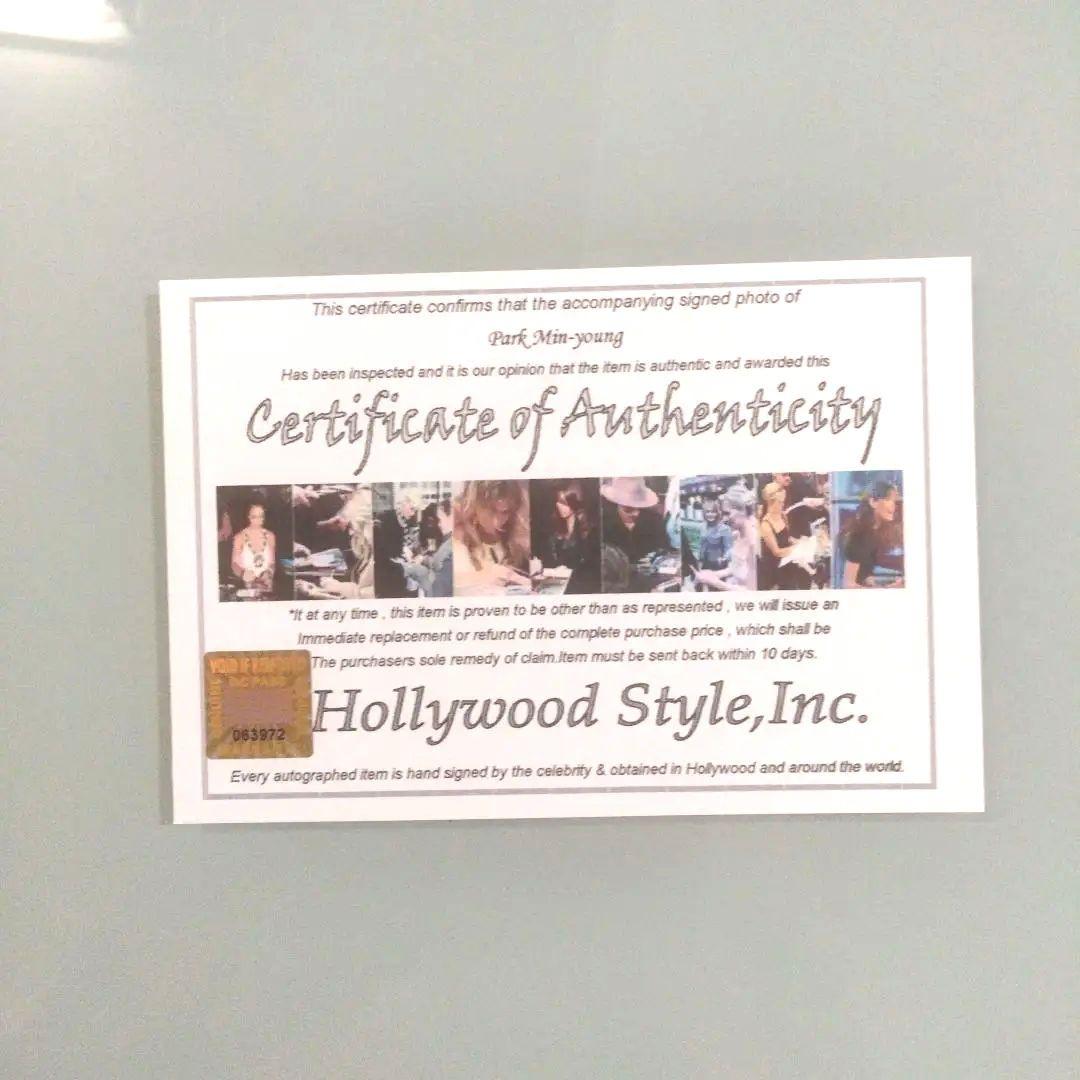 This certificate confirms that the accompanying signed photo of
Park Min-young
Has been inspected and it is our opinion that the item is authentic and awarded this
Certificate of Authenticity
*It at any time , this item is proven to be other than as represented , we will issue an
Immediate replacement or refund of the complete purchase price , which shall be
The purchasers sole remedy of claim.Item must be sent back within 10 days.
VOID IF REMOVED
063972
Hollywood Style,Inc.
Every autographed item is hand signed by the celebrity & obtained in Hollywood and around the world.